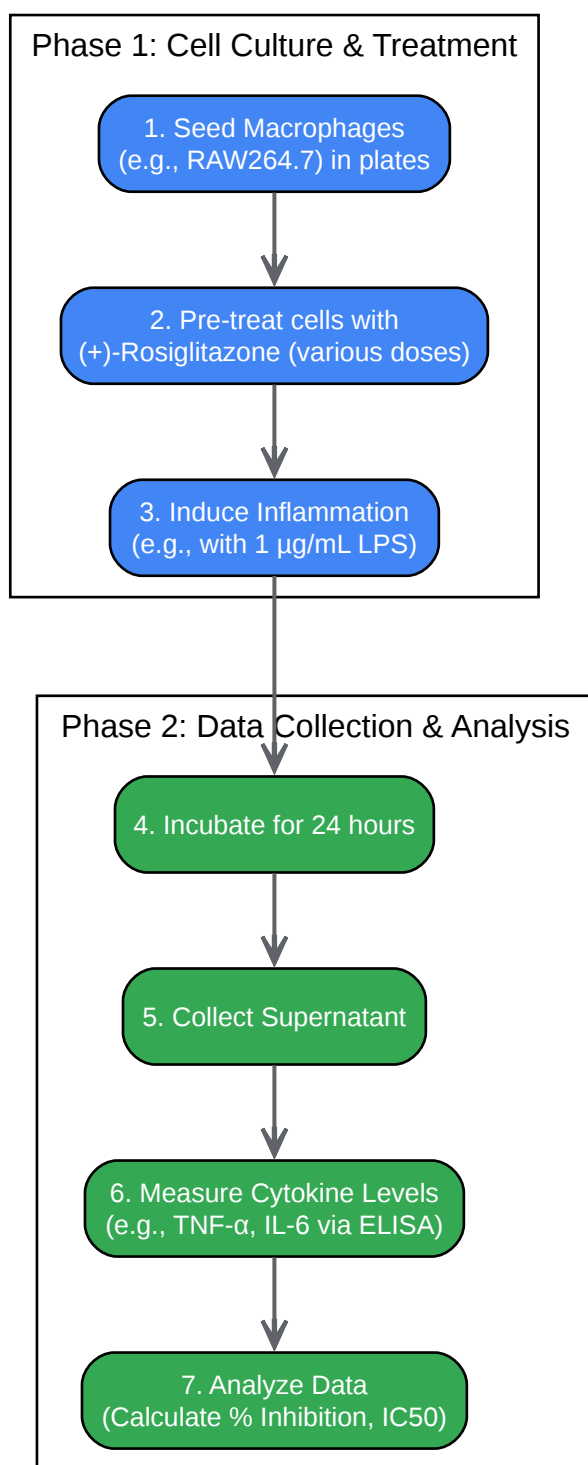 Phase 1: Cell Culture & Treatment
1. Seed Macrophages
(e.g., RAW264.7) in plates
2. Pre-treat cells with
(+)-Rosiglitazone (various doses)
3. Induce Inflammation
(e.g., with 1 µg/mL LPS)
Phase 2: Data Collection & Analysis
4. Incubate for 24 hours
5. Collect Supernatant
6. Measure Cytokine Levels
(e.g., TNF-α, IL-6 via ELISA)
7. Analyze Data
(Calculate % Inhibition, IC50)